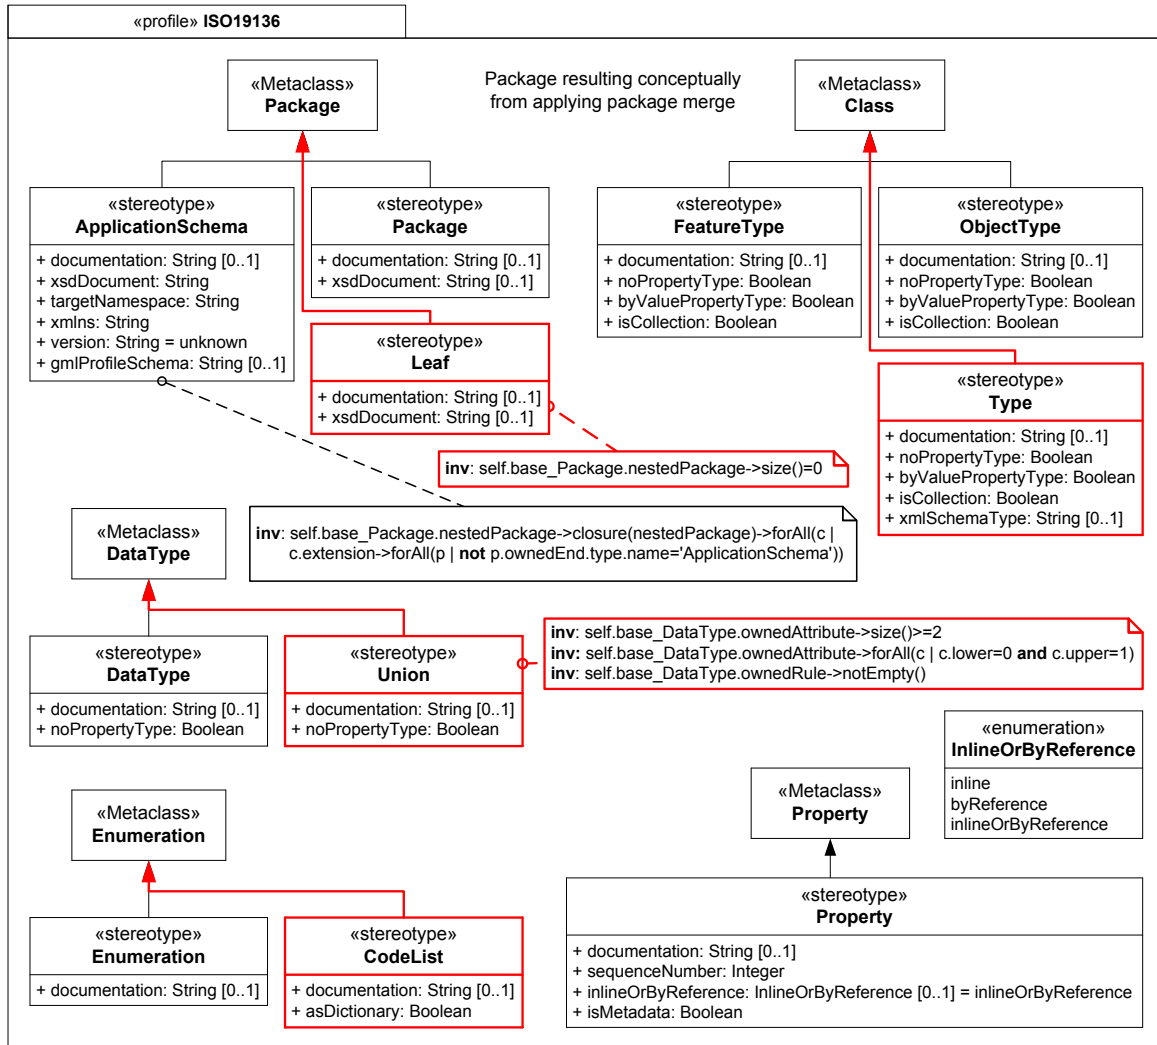 «profile» ISO19136
«Metaclass»
Package
Package resulting conceptually
from applying package merge
«Metaclass»
Class
«stereotype»
ApplicationSchema
+ documentation: String [0..1]
+ xsdDocument: String
+ targetNamespace: String
+ xmlns: String
+ version: String = unknown
+ gmlProfileSchema: String [0..1]
«stereotype»
Package
+ documentation: String [0..1]
+ xsdDocument: String [0..1]
«stereotype»
FeatureType
+ documentation: String [0..1]
+ noPropertyType: Boolean
+ byValuePropertyType: Boolean
+ isCollection: Boolean
«stereotype»
ObjectType
+ documentation: String [0..1]
+ noPropertyType: Boolean
+ byValuePropertyType: Boolean
+ isCollection: Boolean
«stereotype»
Leaf
+ documentation: String [0..1]
+ xsdDocument: String [0..1]
«stereotype»
Type
+ documentation: String [0..1]
+ noPropertyType: Boolean
+ byValuePropertyType: Boolean
+ isCollection: Boolean
+ xmlSchemaType: String [0..1]
inv: self.base_Package.nestedPackage->size()=0
inv: self.base_Package.nestedPackage->closure(nestedPackage)->forAll(c |
c.extension->forAll(p | not p.ownedEnd.type.name='ApplicationSchema'))
«Metaclass»
DataType
«stereotype»
DataType
+ documentation: String [0..1]
+ noPropertyType: Boolean
«stereotype»
Union
+ documentation: String [0..1]
+ noPropertyType: Boolean
inv: self.base_DataType.ownedAttribute->size()>=2
inv: self.base_DataType.ownedAttribute->forAll(c | c.lower=0 and c.upper=1)
inv: self.base_DataType.ownedRule->notEmpty()
«enumeration»
InlineOrByReference
inline
byReference
inlineOrByReference
«Metaclass»
Enumeration
«Metaclass»
Property
«stereotype»
Enumeration
+ documentation: String [0..1]
«stereotype»
CodeList
+ documentation: String [0..1]
+ asDictionary: Boolean
«stereotype»
Property
+ documentation: String [0..1]
+ sequenceNumber: Integer
+ inlineOrByReference: InlineOrByReference [0..1] = inlineOrByReference
+ isMetadata: Boolean